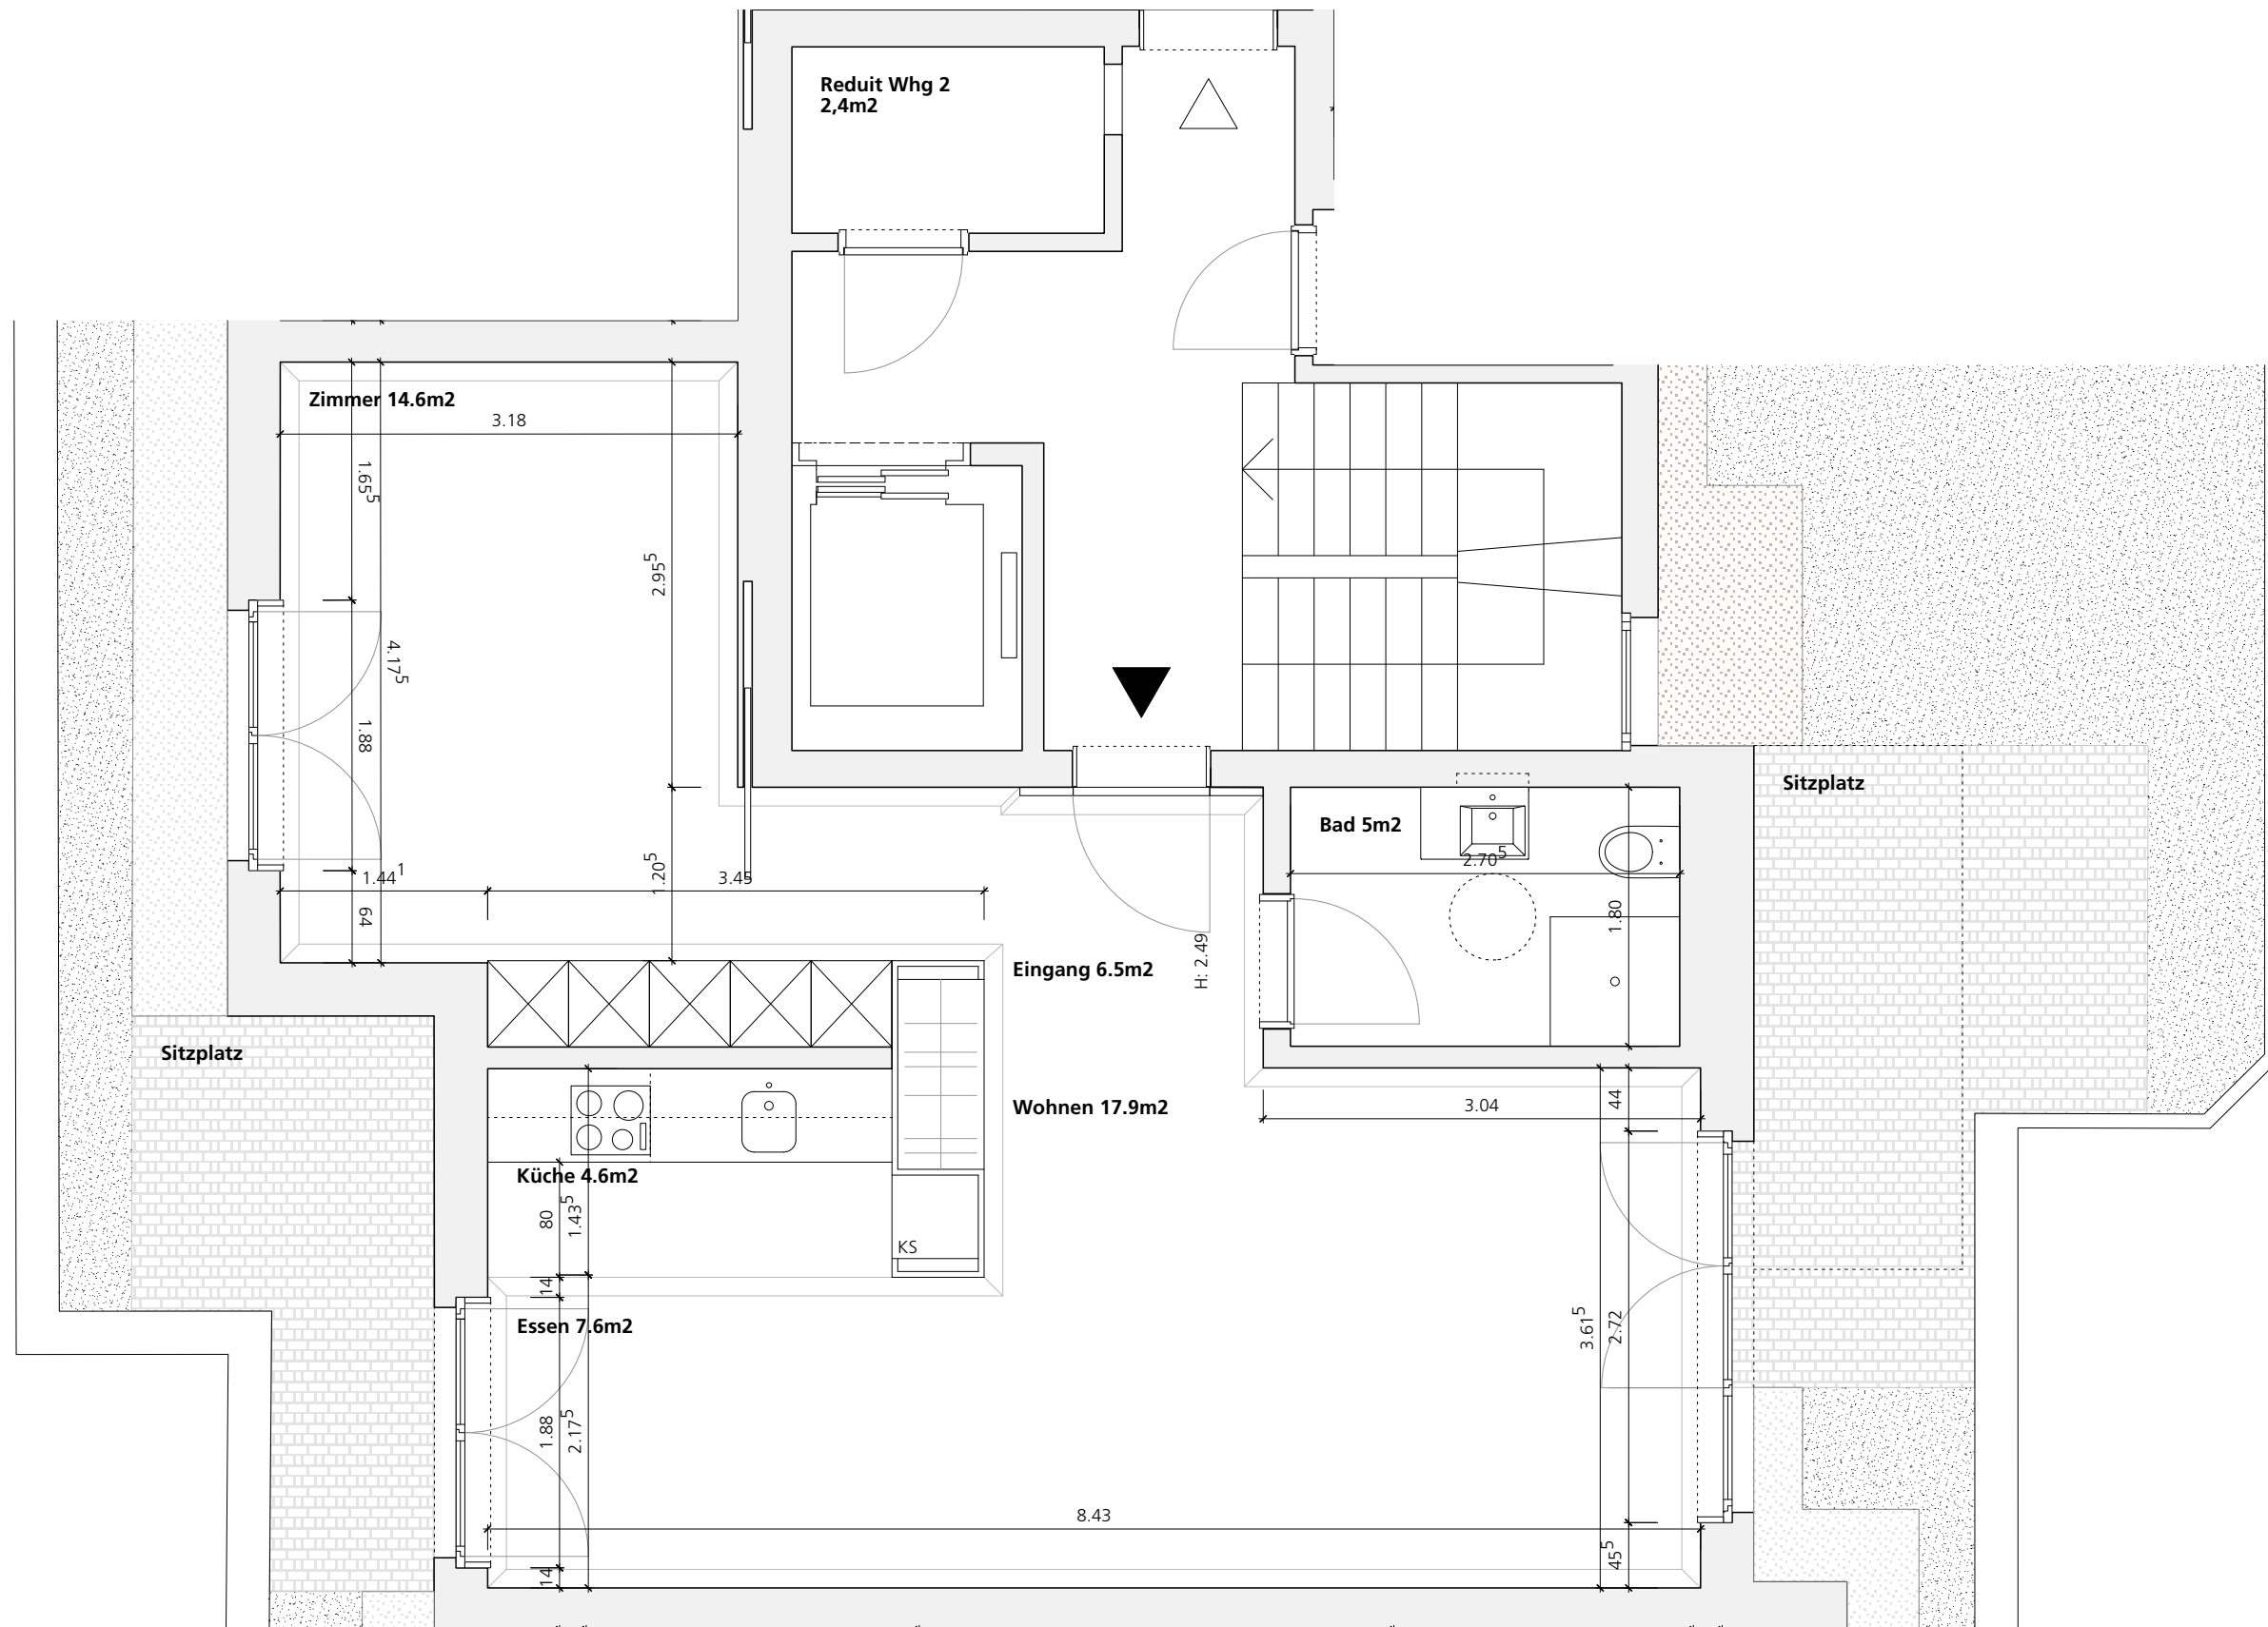 Reduit Whg 2
2,4m2
Zimmer 14.6m2
3.18
1.65⁵
2.95⁵
4.17⁵
1.88
64
1.44¹
3.45
1.20⁵
Sitzplatz
Bad 5m2
2.70⁵
1.80
H: 2.49
Eingang 6.5m2
Sitzplatz
Wohnen 17.9m2
3.04
44
Küche 4.6m2
80
1.43⁵
KS
14
Essen 7.6m2
3.61⁵
2.72
1.88
2.17⁵
8.43
45⁵
14